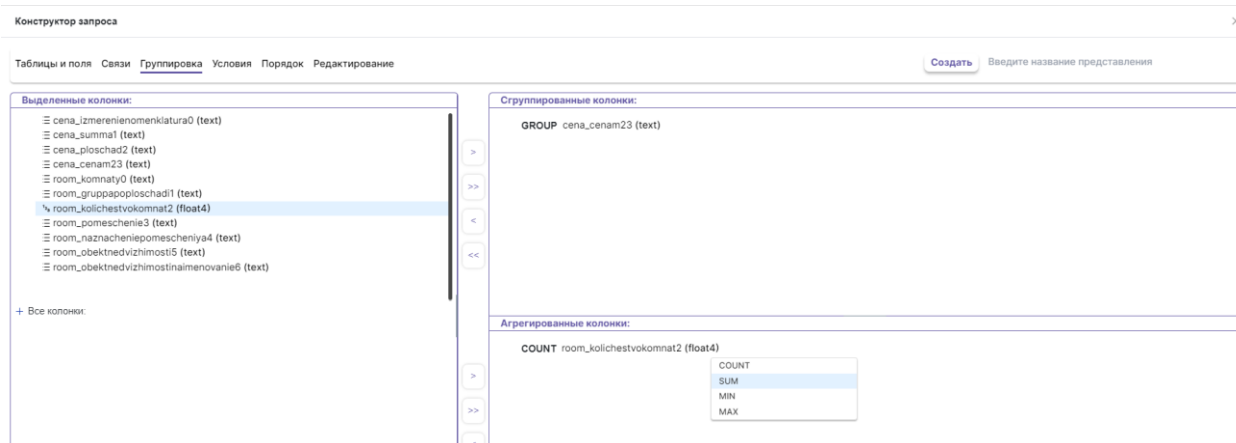 Конструктор запроса
Таблицы и поля Связи Группировка Условия Порядок Редактирование
Создать Введите название представления
Выделенные колонки:
cena_izmerenienomenklatura0 (text)
cena_summa1 (text)
cena_ploschad2 (text)
cena_cenam23 (text)
room_komnaty0 (text)
room_gruppapoploschadi1 (text)
room_kolichestvokomnat2 (float4)
room_pomeschenie3 (text)
room_naznacheniepomescheniya4 (text)
room_obektnedvizhimosti5 (text)
room_obektnedvizhimostinaimenovanie6 (text)
+ Все колонки:
>
>>
<
<<
>
>>
Сгруппированные колонки:
GROUP cena_cenam23 (text)
Агрегированные колонки:
COUNT room_kolichestvokomnat2 (float4)
COUNT
SUM
MIN
MAX